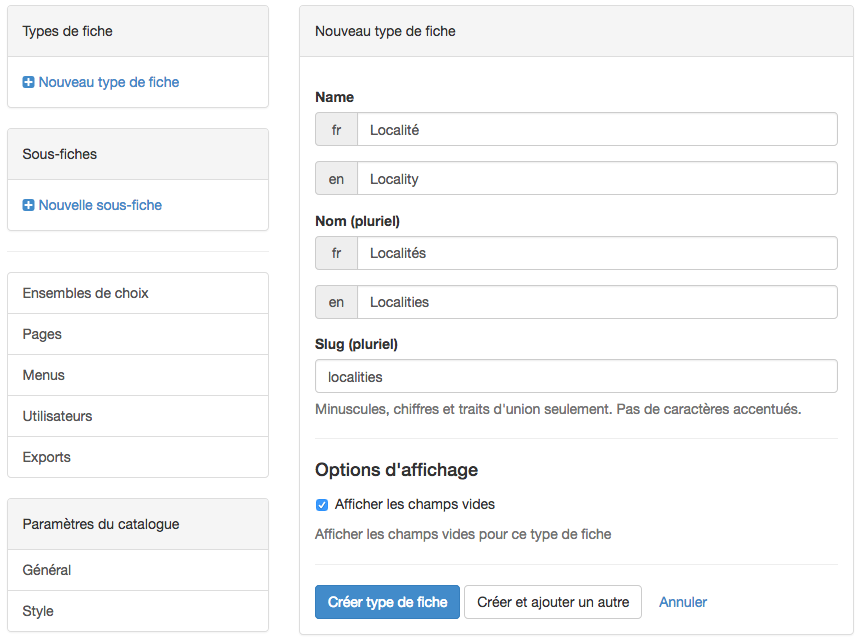 Types de fiche
Nouveau type de fiche
Sous-fiches
Nouvelle sous-fiche
Ensembles de choix
Pages
Menus
Utilisateurs
Exports
Paramètres du catalogue
Général
Style
Nouveau type de fiche
Name
fr Localité
en Locality
Nom (pluriel)
fr Localités
en Localities
Slug (pluriel)
localities
Minuscules, chiffres et traits d'union seulement. Pas de caractères accentués.
Options d'affichage
Afficher les champs vides
Afficher les champs vides pour ce type de fiche
Créer type de fiche Créer et ajouter un autre Annuler